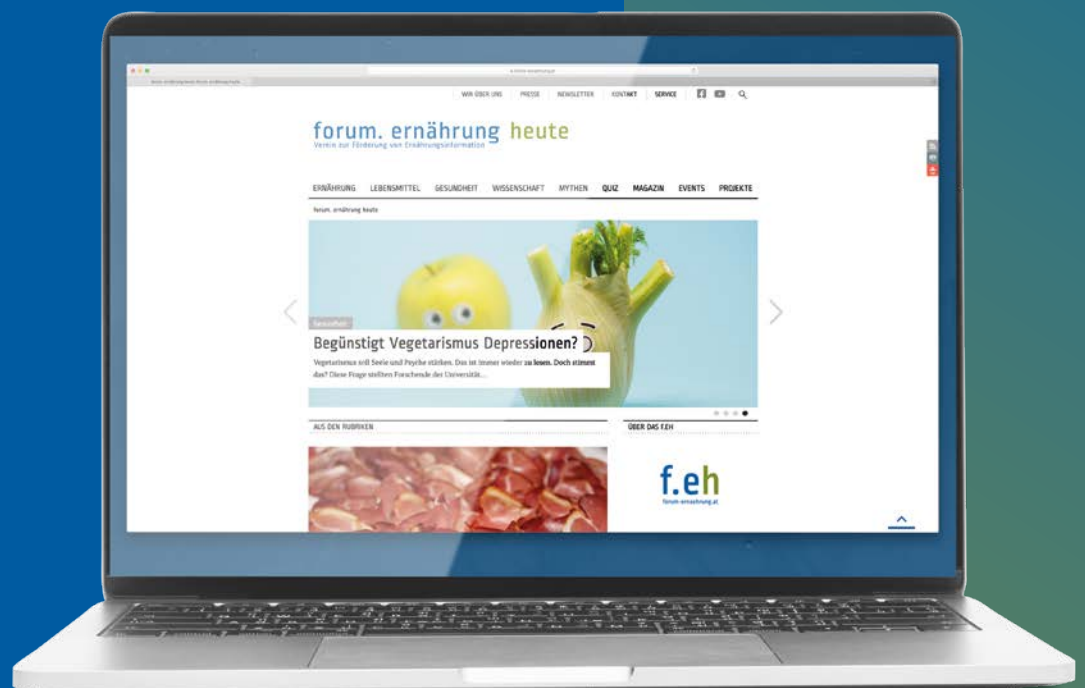 WIR ÜBER UNS PRESSE NEWSLETTER KONTAKT SERVICE
forum. ernährung heute
Verein zur Förderung von Ernährungsinformation
ERNÄHRUNG LEBENSMITTEL GESUNDHEIT WISSENSCHAFT MYTHEN QUIZ MAGAZIN EVENTS PROJEKTE
forum. ernährung heute
Gesundheit
Begünstigt Vegetarismus Depressionen?
Vegetarismus soll Seele und Psyche stärken. Das ist immer wieder zu lesen. Doch stimmt
das? Diese Frage stellten Forschende der Universität...
AUS DEN RUBRIKEN
ÜBER DAS F.EH
f.eh
forum-ernaehrung.at